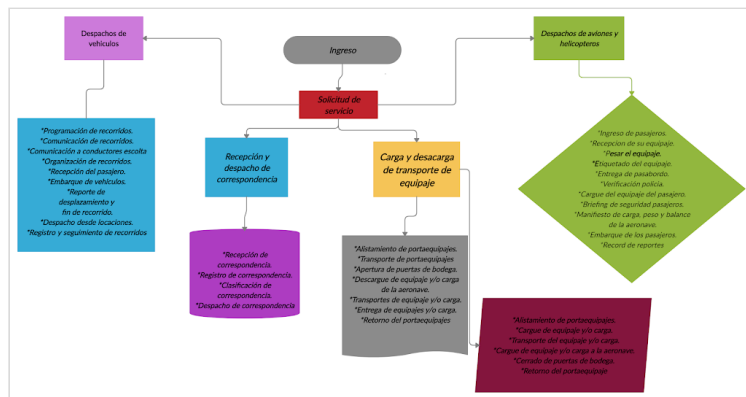 Despachos de
vehiculos
Ingreso
Despachos de aviones y
helicopteros
Solicitud de
servicio
*Programación de recorridos.
*Comunicación de recorridos.
*Comunicación a conductores escolta
*Organización de recorridos.
*Recepción del pasajero.
*Embarque de vehículos.
*Reporte de
desplazamiento y
fin de recorrido.
*Despacho desde locaciones.
*Registro y seguimiento de recorridos
Recepción y
despacho de
correspondencia
Carga y desacarga
de transporte de
equipaje
*Ingreso de pasajeros.
*Recepcion de su equipaje.
*Pesar el equipaje.
*Etiquetado del equipaje.
*Entrega de pasabordo.
*Verificación policía.
*Cargue del equipaje del pasajero.
*Briefing de seguridad pasajeros.
*Manifiesto de carga, peso y balance
de la aeronave.
*Embarque de los pasajeros.
*Record de reportes
*Recepción de
correspondencia.
*Registro de correspondencia.
*Clasificación de
correspondencia.
*Despacho de correspondencia
*Alistamiento de portaequipajes.
*Transporte de portaequipajes
*Apertura de puertas de bodega.
*Descargue de equipaje y/o carga
de la aeronave.
*Transportes de equipaje y/o carga.
*Entrega de equipajes y/o carga.
*Retorno del portaequipajes
*Alistamiento de portaequipajes.
*Cargue de equipaje y/o carga.
*Transporte del equipaje y/o carga.
*Cargue de equipaje y/o carga a la aeronave.
*Cerrado de puertas de bodega.
*Retorno del portaequipaje